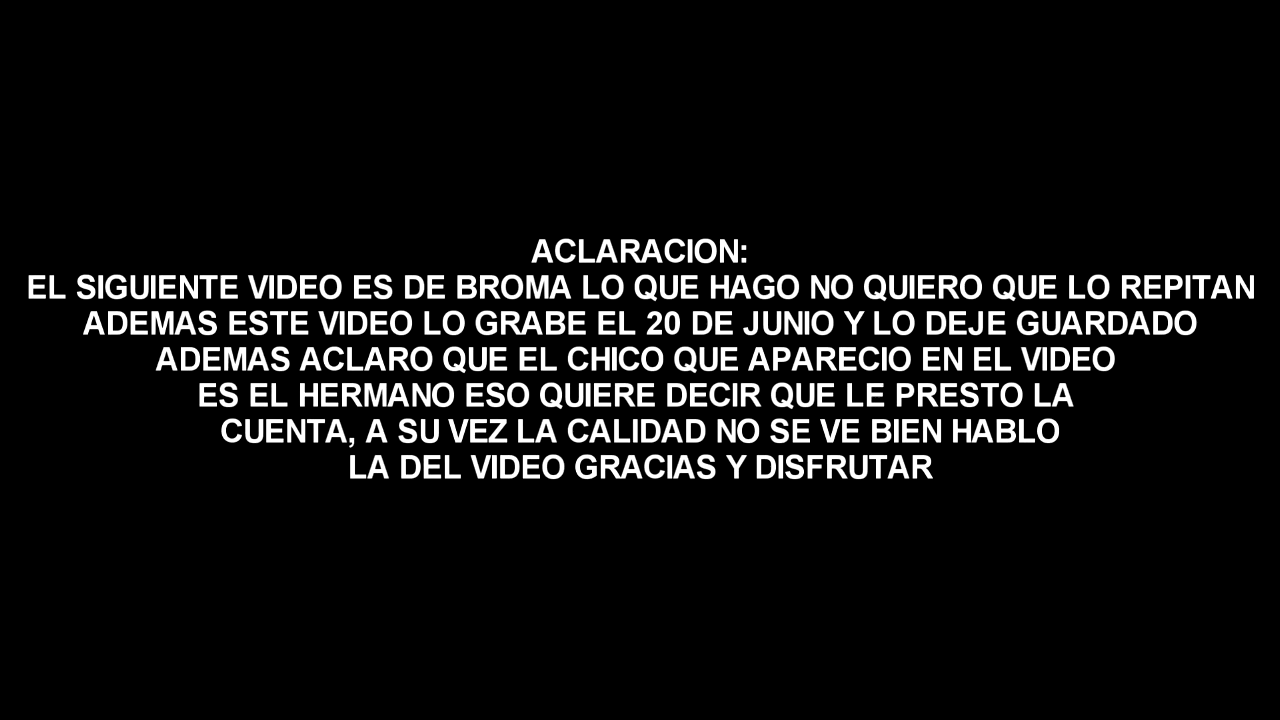 ACLARACION:
EL SIGUIENTE VIDEO ES DE BROMA LO QUE HAGO NO QUIERO QUE LO REPITAN
ADEMAS ESTE VIDEO LO GRABE EL 20 DE JUNIO Y LO DEJE GUARDADO
ADEMAS ACLARO QUE EL CHICO QUE APARECIO EN EL VIDEO
ES EL HERMANO ESO QUIERE DECIR QUE LE PRESTO LA
CUENTA, A SU VEZ LA CALIDAD NO SE VE BIEN HABLO
LA DEL VIDEO GRACIAS Y DISFRUTAR